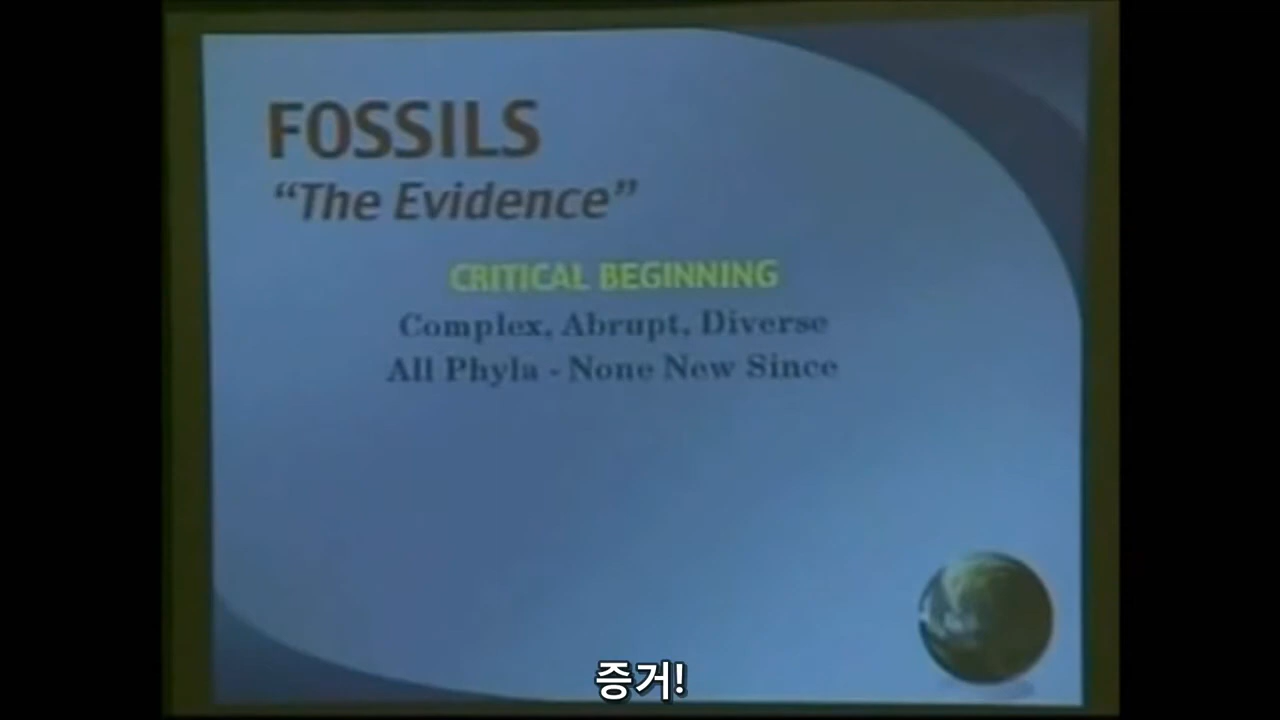 FOSSILS
“The Evidence”
CRITICAL BEGINNING
Complex, Abrupt, Diverse
All Phyla - None New Since
증거!